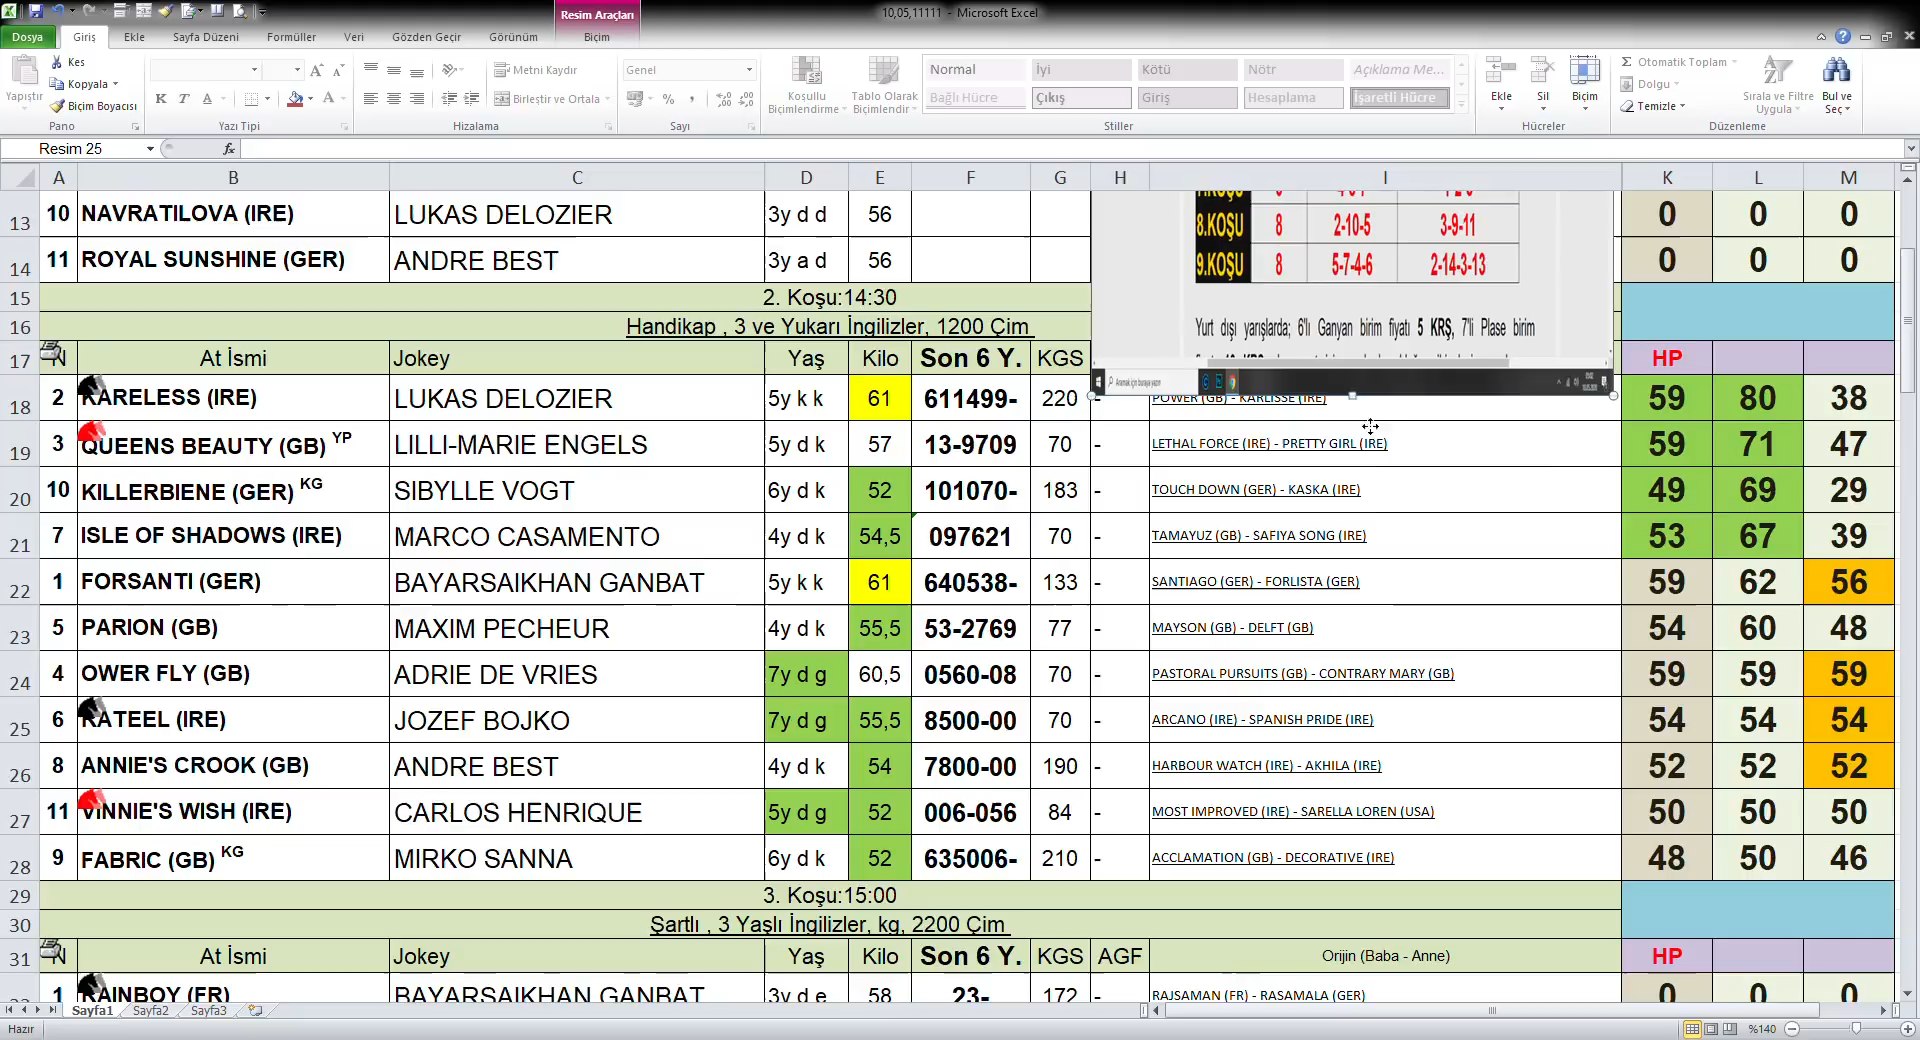 Resim Araçları
10,05,11111 - Microsoft Excel
Dosya Giriş Ekle Sayfa Düzeni Formüller Veri Gözden Geçir Görünüm Biçim
Yapıştır
Kes
Kopyala
Biçim Boyacısı
Pano
K T A
Yazı Tipi
Metni Kaydır
Birleştir ve Ortala
Hizalama
Genel
Sayı
Koşullu Biçimlendirme
Tablo Olarak Biçimlendir
Normal İyi Kötü Nötr Açıklama Me...
Bağlı Hücre Çıkış Giriş Hesaplama İşaretli Hücre
Stiller
Ekle Sil Biçim
Hücreler
Otomatik Toplam
Dolgu
Temizle
Sırala ve Filtre Uygula
Bul ve Seç
Düzenleme
Resim 25 fx
A B C D E F G H I K L M
13 10 NAVRATILOVA (IRE) LUKAS DELOZIER 3y d d 56 0 0 0
14 11 ROYAL SUNSHINE (GER) ANDRE BEST 3y a d 56 0 0 0
8.KOŞU 8 2-10-5 3-9-11
9.KOŞU 8 5-7-4-6 2-14-3-13
Yurt dışı yarışlarda; 6'lı Ganyan birim fiyatı 5 KRŞ, 7'li Plase birim
Aramak için buraya yazın
15 2. Koşu:14:30
16 Handikap , 3 ve Yukarı İngilizler, 1200 Çim
17 N At İsmi Jokey Yaş Kilo Son 6 Y. KGS HP
18 2 KARELESS (IRE) LUKAS DELOZIER 5y k k 61 611499- 220 - POWER (GB) - KARLISSE (IRE) 59 80 38
19 3 QUEENS BEAUTY (GB) YP LILLI-MARIE ENGELS 5y d k 57 13-9709 70 - LETHAL FORCE (IRE) - PRETTY GIRL (IRE) 59 71 47
20 10 KILLERBIENE (GER) KG SIBYLLE VOGT 6y d k 52 101070- 183 - TOUCH DOWN (GER) - KASKA (IRE) 49 69 29
21 7 ISLE OF SHADOWS (IRE) MARCO CASAMENTO 4y d k 54,5 097621 70 - TAMAYUZ (GB) - SAFIYA SONG (IRE) 53 67 39
22 1 FORSANTI (GER) BAYARSAIKHAN GANBAT 5y k k 61 640538- 133 - SANTIAGO (GER) - FORLISTA (GER) 59 62 56
23 5 PARION (GB) MAXIM PECHEUR 4y d k 55,5 53-2769 77 - MAYSON (GB) - DELFT (GB) 54 60 48
24 4 OWER FLY (GB) ADRIE DE VRIES 7y d g 60,5 0560-08 70 - PASTORAL PURSUITS (GB) - CONTRARY MARY (GB) 59 59 59
25 6 RATEEL (IRE) JOZEF BOJKO 7y d g 55,5 8500-00 70 - ARCANO (IRE) - SPANISH PRIDE (IRE) 54 54 54
26 8 ANNIE'S CROOK (GB) ANDRE BEST 4y d k 54 7800-00 190 - HARBOUR WATCH (IRE) - AKHILA (IRE) 52 52 52
27 11 VINNIE'S WISH (IRE) CARLOS HENRIQUE 5y d g 52 006-056 84 - MOST IMPROVED (IRE) - SARELLA LOREN (USA) 50 50 50
28 9 FABRIC (GB) KG MIRKO SANNA 6y d k 52 635006- 210 - ACCLAMATION (GB) - DECORATIVE (IRE) 48 50 46
29 3. Koşu:15:00
30 Şartlı , 3 Yaşlı İngilizler, kg, 2200 Çim
31 N At İsmi Jokey Yaş Kilo Son 6 Y. KGS AGF Orijin (Baba - Anne) HP
1 RAINBOY (FR) BAYARSAIKHAN GANBAT 3y d e 58 23- 172 - RAJSAMAN (FR) - RASAMALA (GER) 0 0 0
Sayfa1 Sayfa2 Sayfa3
Hazır %140